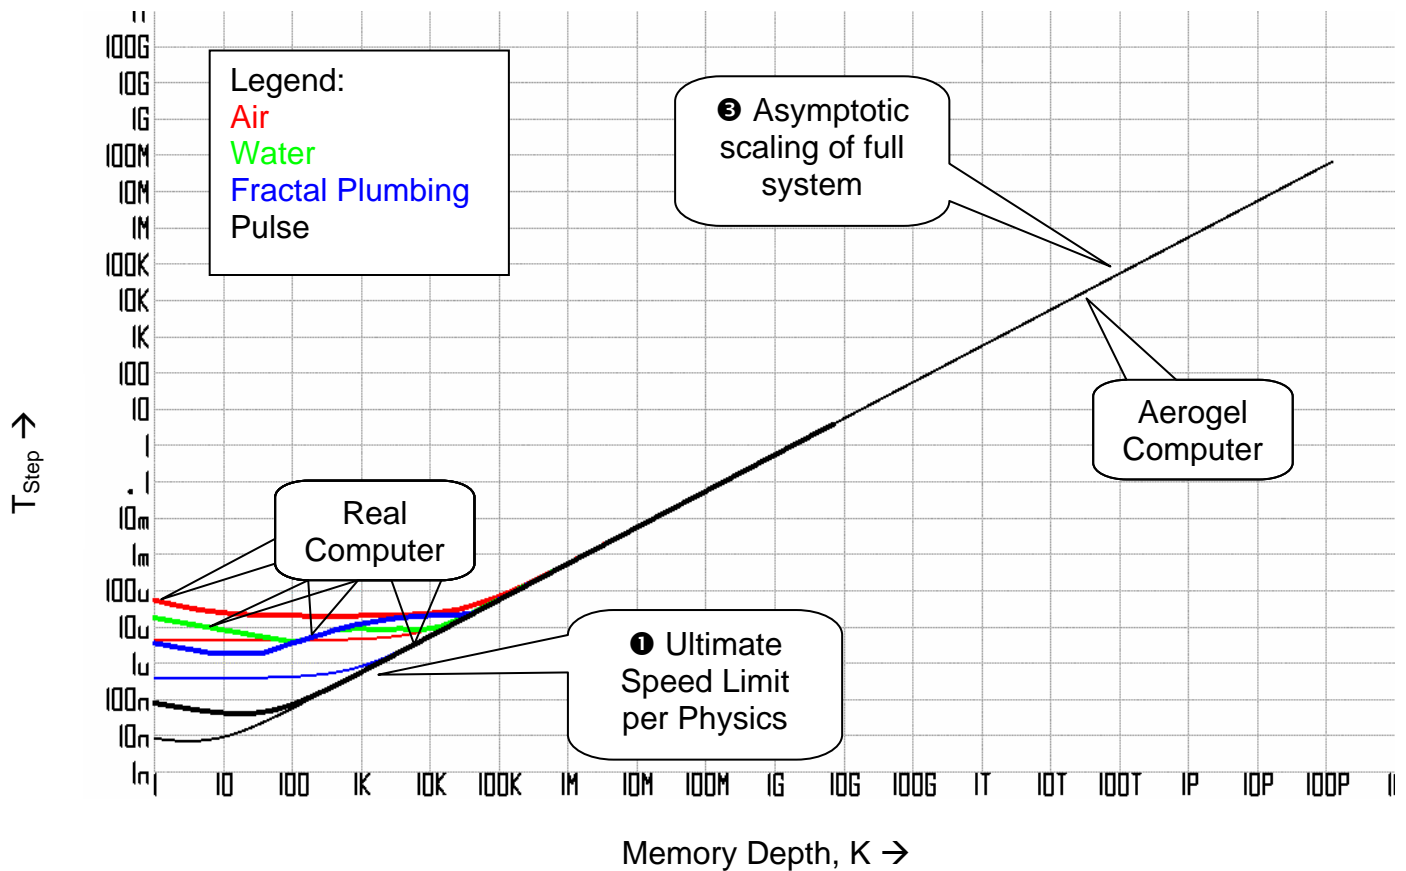 100G
10G
1G
100M
10M
1M
100K
10K
1K
100
10
1
.1
10m
1m
100u
10u
1u
100n
10n
1n
Legend:
Air
Water
Fractal Plumbing
Pulse
❸ Asymptotic
scaling of full
system
Aerogel
Computer
Real
Computer
❶ Ultimate
Speed Limit
per Physics
T Step →
1 10 100 1K 10K 100K 1M 10M 100M 1G 10G 100G 1T 10T 100T 1P 10P 100P
Memory Depth, K →